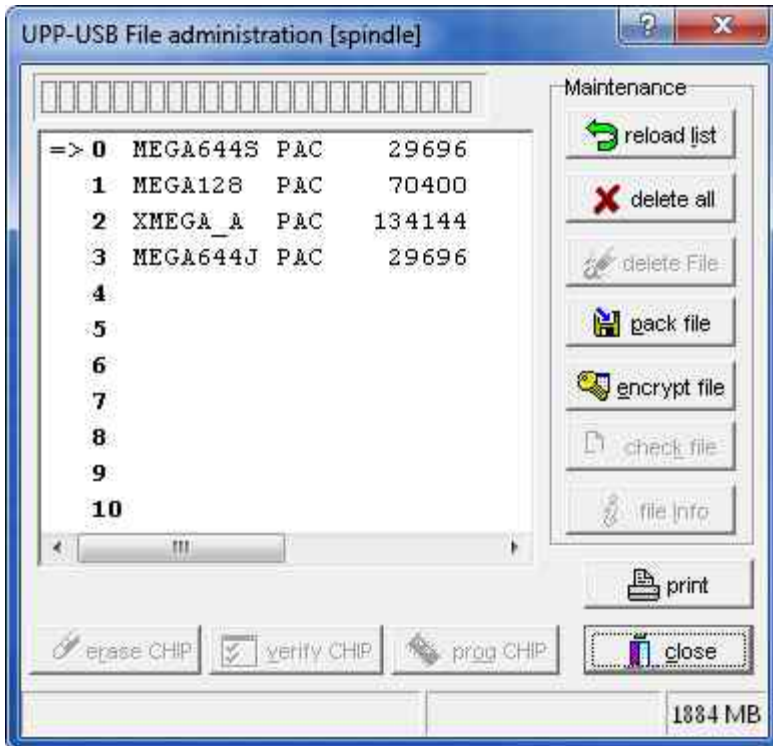 UPP-USB File administration [spindle]
Maintenance
=> 0 MEGA644S PAC 29696
1 MEGA128 PAC 70400
2 XMEGA_A PAC 134144
3 MEGA644J PAC 29696
4
5
6
7
8
9
10
reload list
delete all
delete File
pack file
encrypt file
check file
file info
print
erase CHIP
verify CHIP
prog CHIP
close
1884 MB